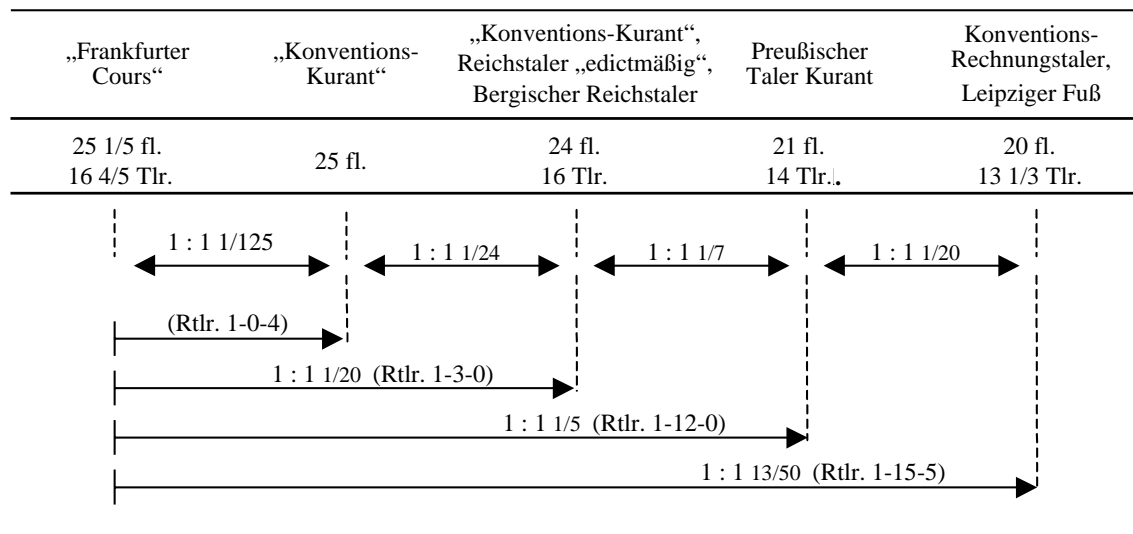 „Frankfurter
Cours“
„Konventions-
Kurant“
„Konventions-Kurant“,
Reichstaler „edictmäßig“,
Bergischer Reichstaler
Preußischer
Taler Kurant
Konventions-
Rechnungstaler,
Leipziger Fuß
25 1/5 fl.
16 4/5 Tlr.
25 fl.
24 fl.
16 Tlr.
21 fl.
14 Tlr..
20 fl.
13 1/3 Tlr.
1 : 1 1/125
1 : 1 1/24
1 : 1 1/7
1 : 1 1/20
(Rtlr. 1-0-4)
1 : 1 1/20 (Rtlr. 1-3-0)
1 : 1 1/5 (Rtlr. 1-12-0)
1 : 1 13/50 (Rtlr. 1-15-5)